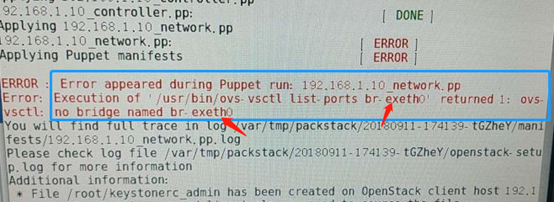 192.168.1.10_controller.pp: [ DONE ]
Applying 192.168.1.10_network.pp
192.168.1.10_network.pp: [ ERROR ]
Applying Puppet manifests [ ERROR ]
ERROR : Error appeared during Puppet run: 192.168.1.10_network.pp
Error: Execution of '/usr/bin/ovs-vsctl list-ports br-exeth0' returned 1: ovs-
vsctl: no bridge named br-exeth0
You will find full trace in log /var/tmp/packstack/20180911-174139-tGZheY/mani
fests/192.168.1.10_network.pp.log
Please check log file /var/tmp/packstack/20180911-174139-tGZheY/openstack-setu
p.log for more information
Additional information:
* File /root/keystonerc_admin has been created on OpenStack client host 192.1